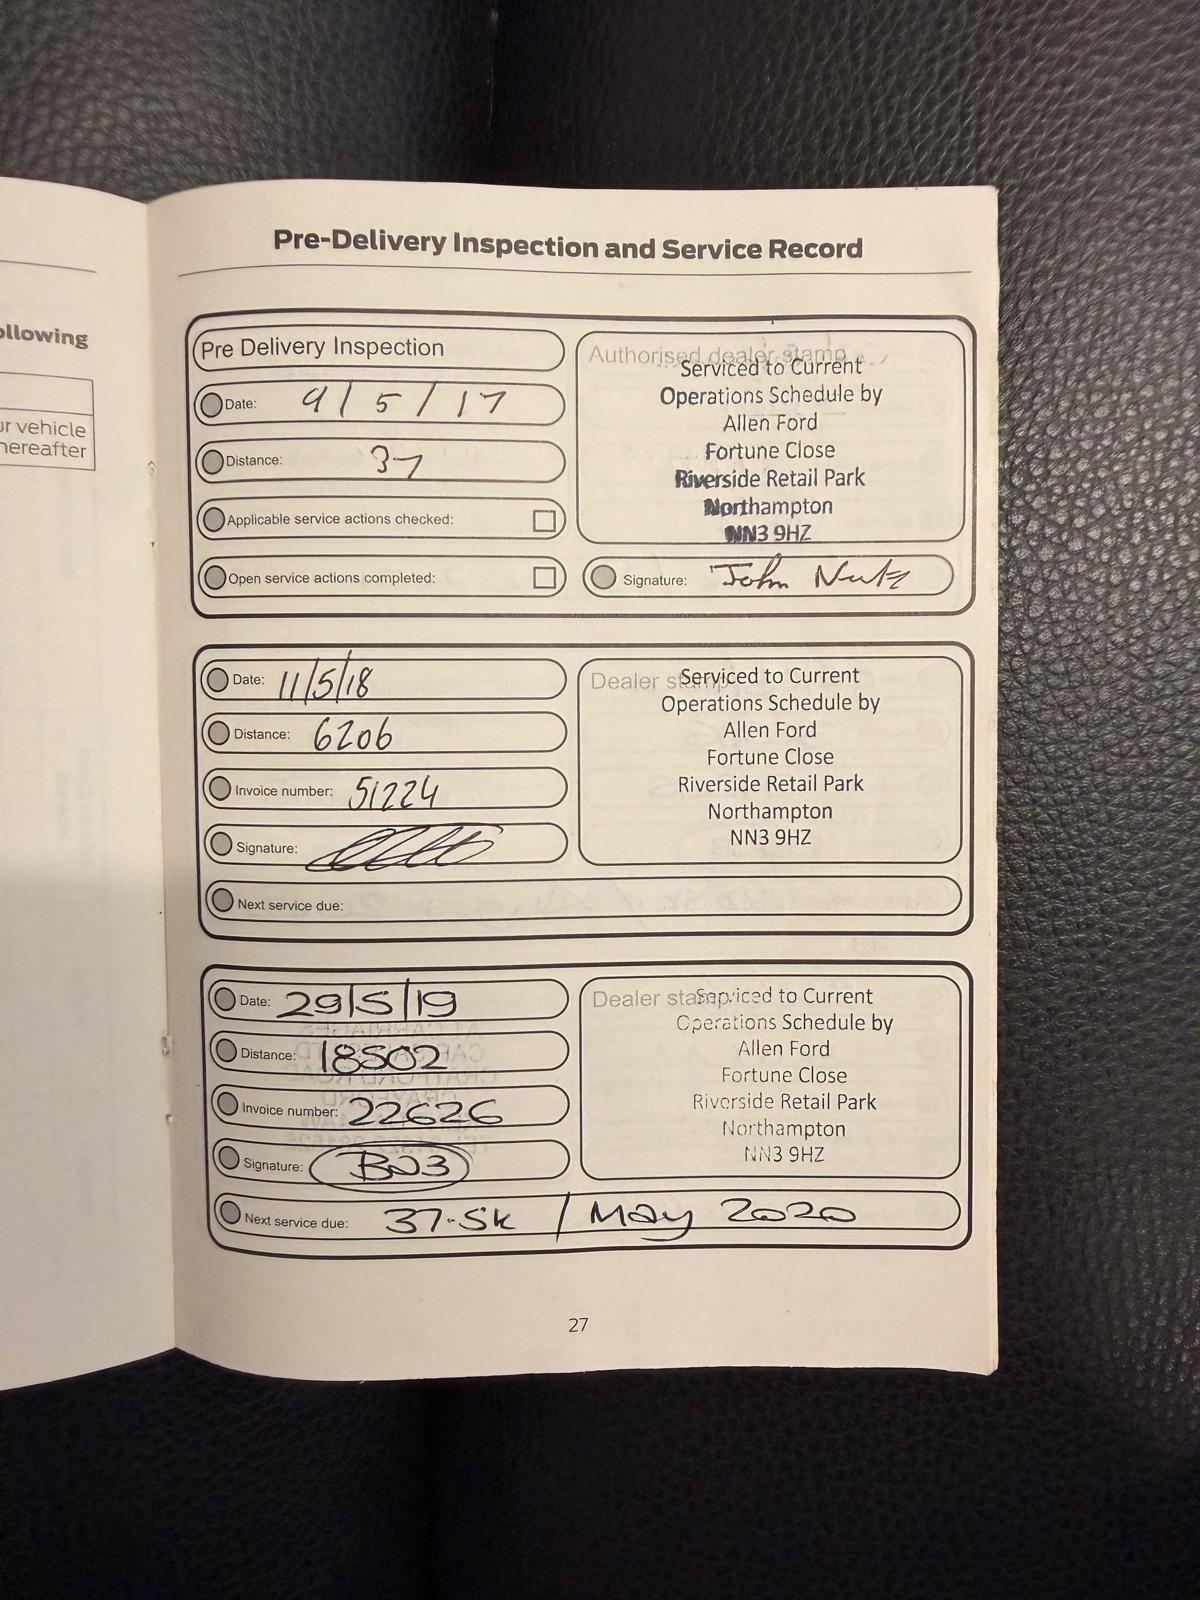 ollowing
ur vehicle
hereafter
Pre-Delivery Inspection and Service Record
Pre Delivery Inspection
Date: 9/5/17
Distance: 37
Applicable service actions checked:
Open service actions completed:
Authorised dealer stamp
Serviced to Current
Operations Schedule by
Allen Ford
Fortune Close
Riverside Retail Park
Northampton
NN3 9HZ
Signature: John
Date: 11/5/18
Distance: 6206
Invoice number: 51224
Signature:
Next service due:
Dealer stamp
Serviced to Current
Operations Schedule by
Allen Ford
Fortune Close
Riverside Retail Park
Northampton
NN3 9HZ
Date: 29/5/19
Distance: 18502
Invoice number: 22626
Signature: BN3
Next service due: 37.5k / May 2020
Dealer stamp
Serviced to Current
Operations Schedule by
Allen Ford
Fortune Close
Riverside Retail Park
Northampton
NN3 9HZ
27